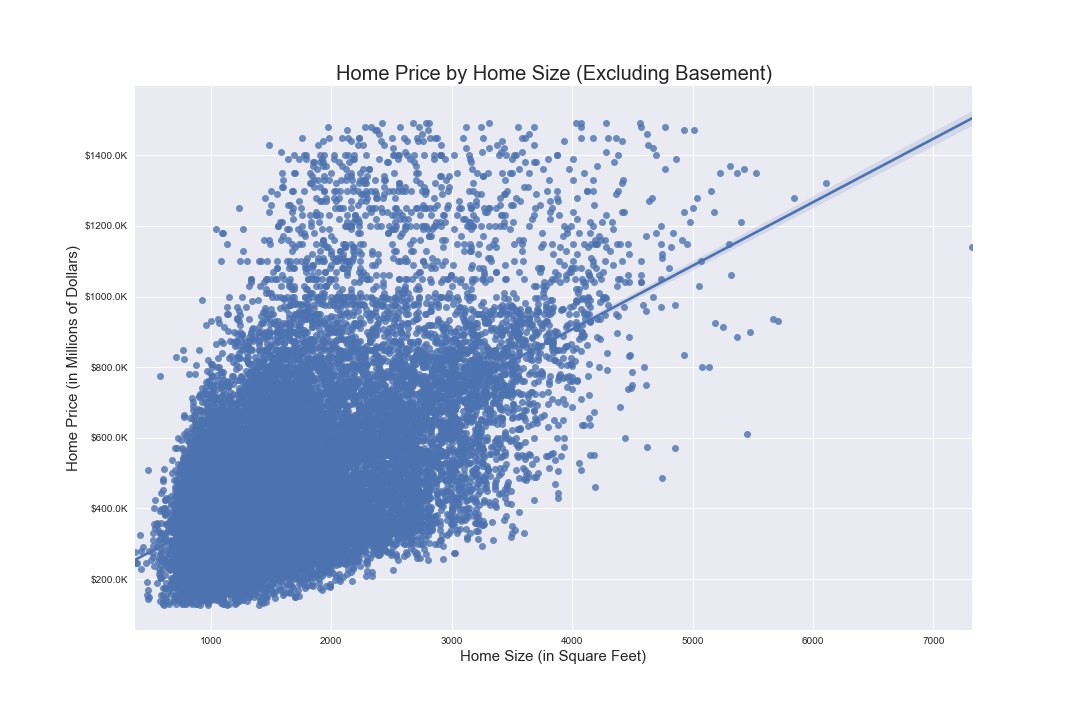 Home Price by Home Size (Excluding Basement)
Home Price (in Millions of Dollars)
$1400.0K
$1200.0K
$1000.0K
$800.0K
$600.0K
$400.0K
$200.0K
1000 2000 3000 4000 5000 6000 7000
Home Size (in Square Feet)